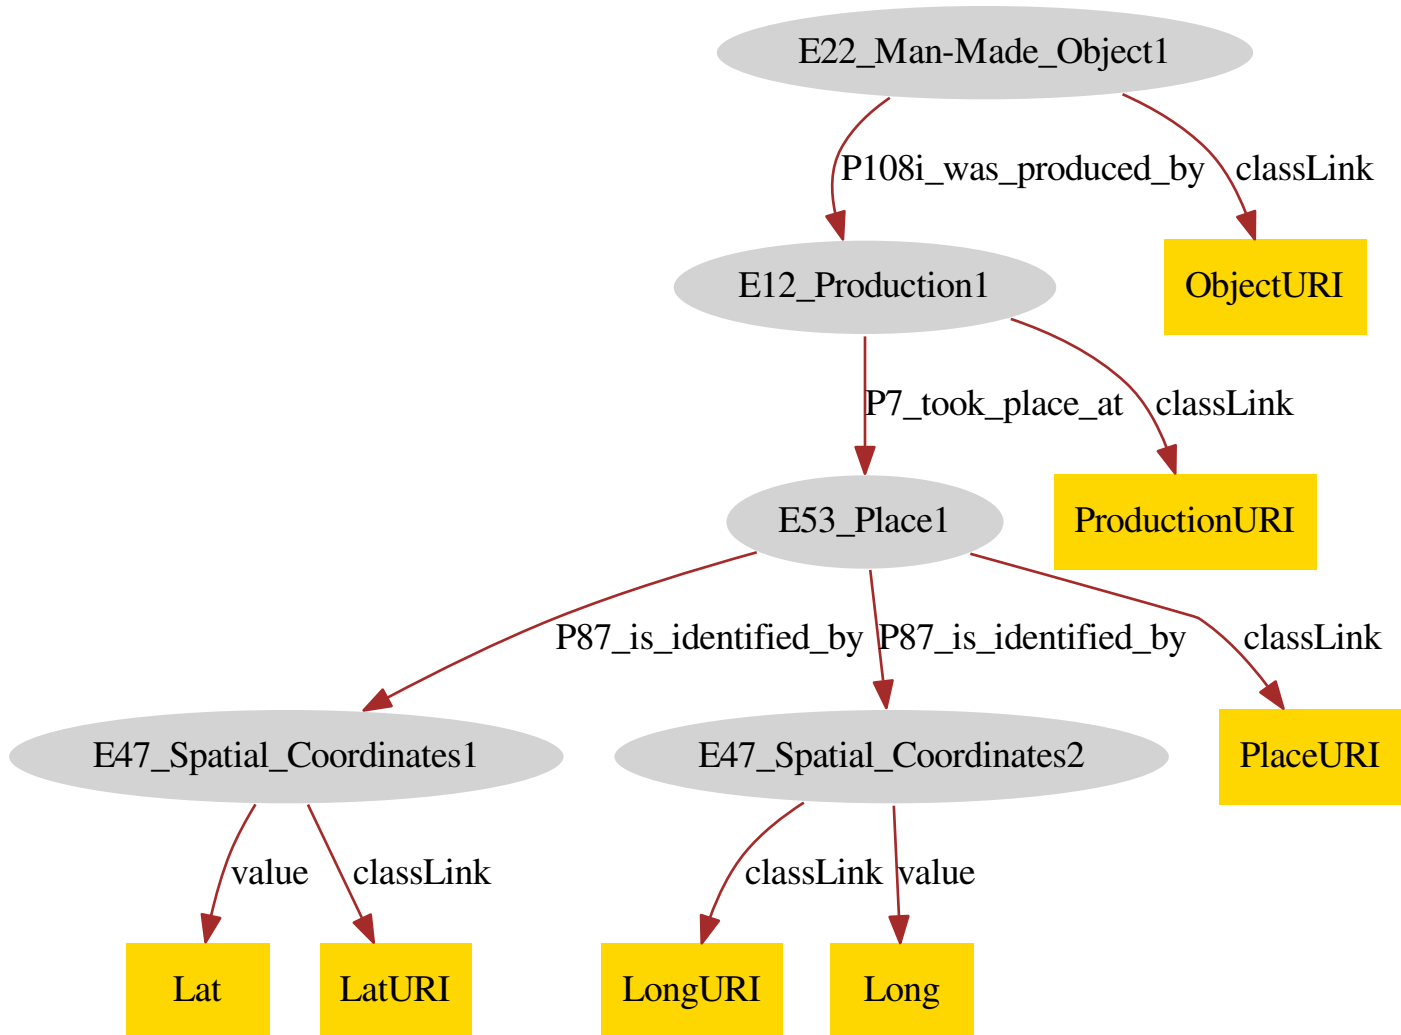 E22_Man-Made_Object1
P108i_was_produced_by
classLink
E12_Production1
ObjectURI
P7_took_place_at
classLink
E53_Place1
ProductionURI
P87_is_identified_by
P87_is_identified_by
classLink
E47_Spatial_Coordinates1
E47_Spatial_Coordinates2
PlaceURI
value
classLink
classLink
value
Lat
LatURI
LongURI
Long